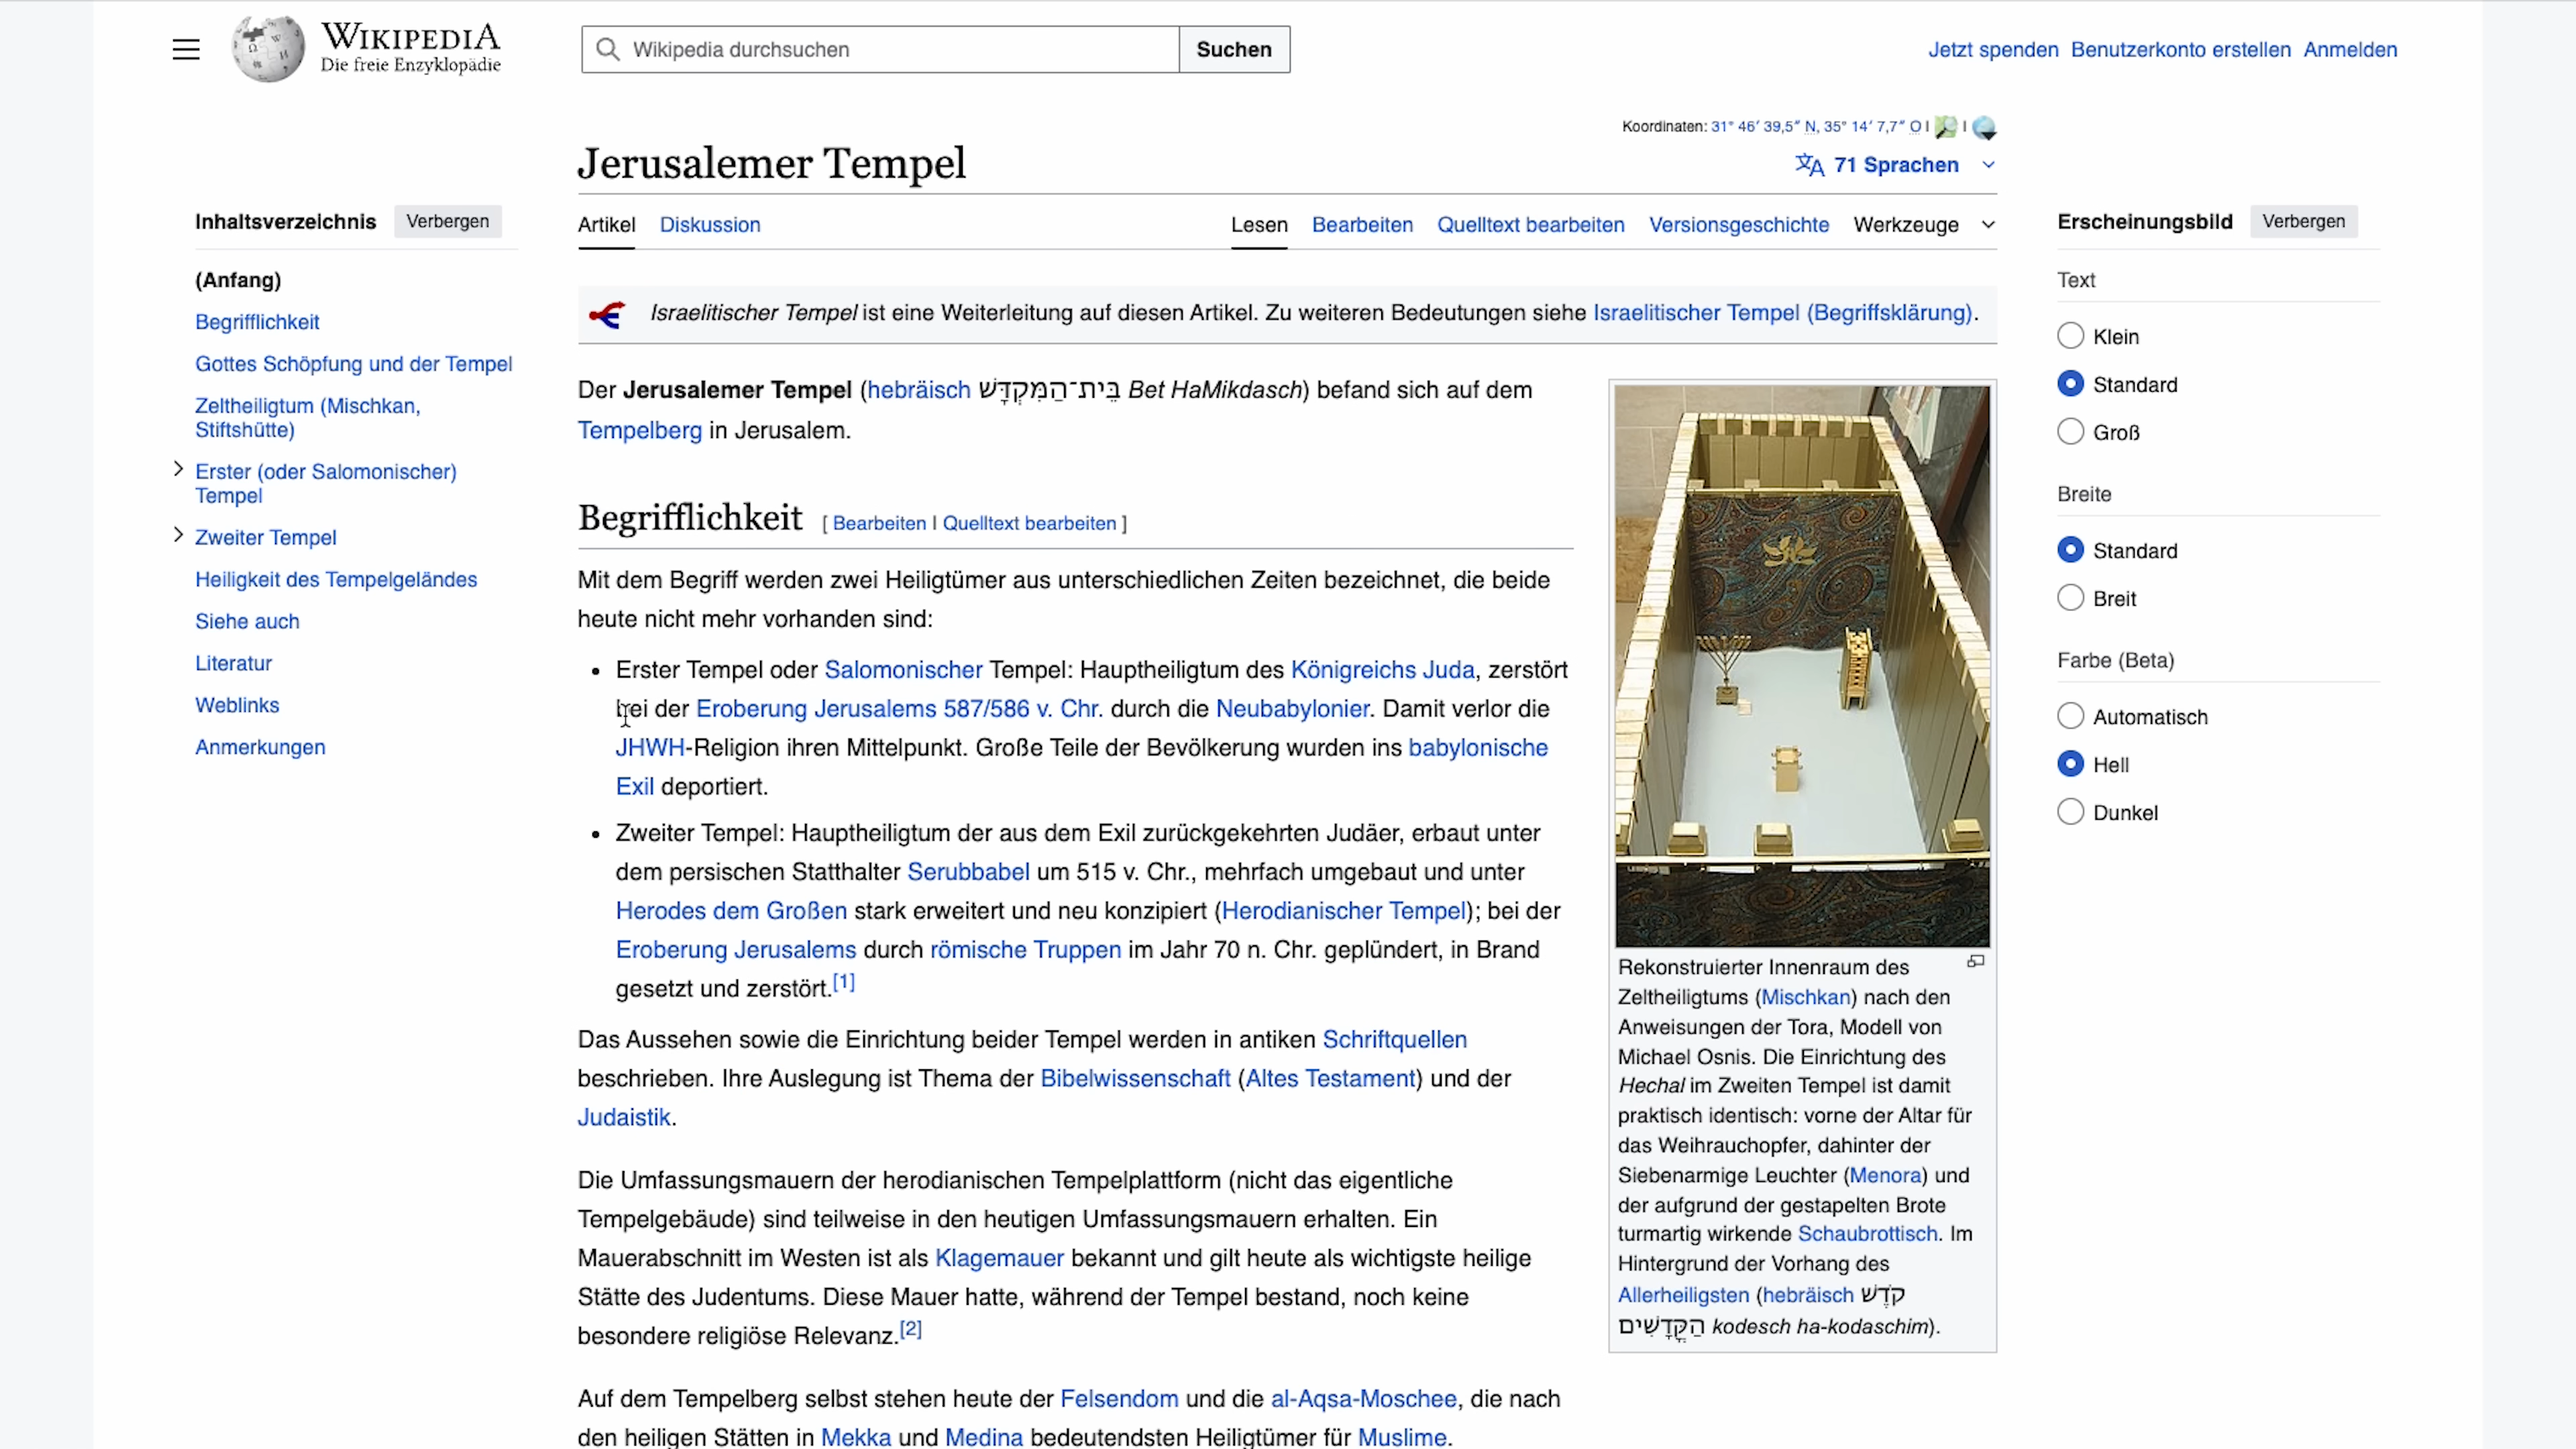 WIKIPEDIA
Die freie Enzyklopädie
Wikipedia durchsuchen
Suchen
Jetzt spenden Benutzerkonto erstellen Anmelden
Koordinaten: 31° 46′ 39,5″ N, 35° 14′ 7,7″ O | |
Jerusalemer Tempel
71 Sprachen
Artikel Diskussion
Lesen Bearbeiten Quelltext bearbeiten Versionsgeschichte Werkzeuge
Inhaltsverzeichnis Verbergen
(Anfang)
Begrifflichkeit
Gottes Schöpfung und der Tempel
Zeltheiligtum (Mischkan,
Stiftshütte)
Erster (oder Salomonischer)
Tempel
Zweiter Tempel
Heiligkeit des Tempelgeländes
Siehe auch
Literatur
Weblinks
Anmerkungen
Israelitischer Tempel ist eine Weiterleitung auf diesen Artikel. Zu weiteren Bedeutungen siehe Israelitischer Tempel (Begriffsklärung).
Der Jerusalemer Tempel (hebräisch בֵּית־הַמִּקְדָּשׁ Bet HaMikdasch) befand sich auf dem
Tempelberg in Jerusalem.
Begrifflichkeit [ Bearbeiten | Quelltext bearbeiten ]
Mit dem Begriff werden zwei Heiligtümer aus unterschiedlichen Zeiten bezeichnet, die beide
heute nicht mehr vorhanden sind:
• Erster Tempel oder Salomonischer Tempel: Hauptheiligtum des Königreichs Juda, zerstört
bei der Eroberung Jerusalems 587/586 v. Chr. durch die Neubabylonier. Damit verlor die
JHWH-Religion ihren Mittelpunkt. Große Teile der Bevölkerung wurden ins babylonische
Exil deportiert.
• Zweiter Tempel: Hauptheiligtum der aus dem Exil zurückgekehrten Judäer, erbaut unter
dem persischen Statthalter Serubbabel um 515 v. Chr., mehrfach umgebaut und unter
Herodes dem Großen stark erweitert und neu konzipiert (Herodianischer Tempel); bei der
Eroberung Jerusalems durch römische Truppen im Jahr 70 n. Chr. geplündert, in Brand
gesetzt und zerstört.[1]
Das Aussehen sowie die Einrichtung beider Tempel werden in antiken Schriftquellen
beschrieben. Ihre Auslegung ist Thema der Bibelwissenschaft (Altes Testament) und der
Judaistik.
Die Umfassungsmauern der herodianischen Tempelplattform (nicht das eigentliche
Tempelgebäude) sind teilweise in den heutigen Umfassungsmauern erhalten. Ein
Mauerabschnitt im Westen ist als Klagemauer bekannt und gilt heute als wichtigste heilige
Stätte des Judentums. Diese Mauer hatte, während der Tempel bestand, noch keine
besondere religiöse Relevanz.[2]
Auf dem Tempelberg selbst stehen heute der Felsendom und die al-Aqsa-Moschee, die nach
den heiligen Stätten in Mekka und Medina bedeutendsten Heiligtümer für Muslime.
Rekonstruierter Innenraum des
Zeltheiligtums (Mischkan) nach den
Anweisungen der Tora, Modell von
Michael Osnis. Die Einrichtung des
Hechal im Zweiten Tempel ist damit
praktisch identisch: vorne der Altar für
das Weihrauchopfer, dahinter der
Siebenarmige Leuchter (Menora) und
der aufgrund der gestapelten Brote
turmartig wirkende Schaubrottisch. Im
Hintergrund der Vorhang des
Allerheiligsten (hebräisch קֹדֶשׁ
הַקֳּדָשִׁים kodesch ha-kodaschim).
Erscheinungsbild Verbergen
Text
Klein
Standard
Groß
Breite
Standard
Breit
Farbe (Beta)
Automatisch
Hell
Dunkel